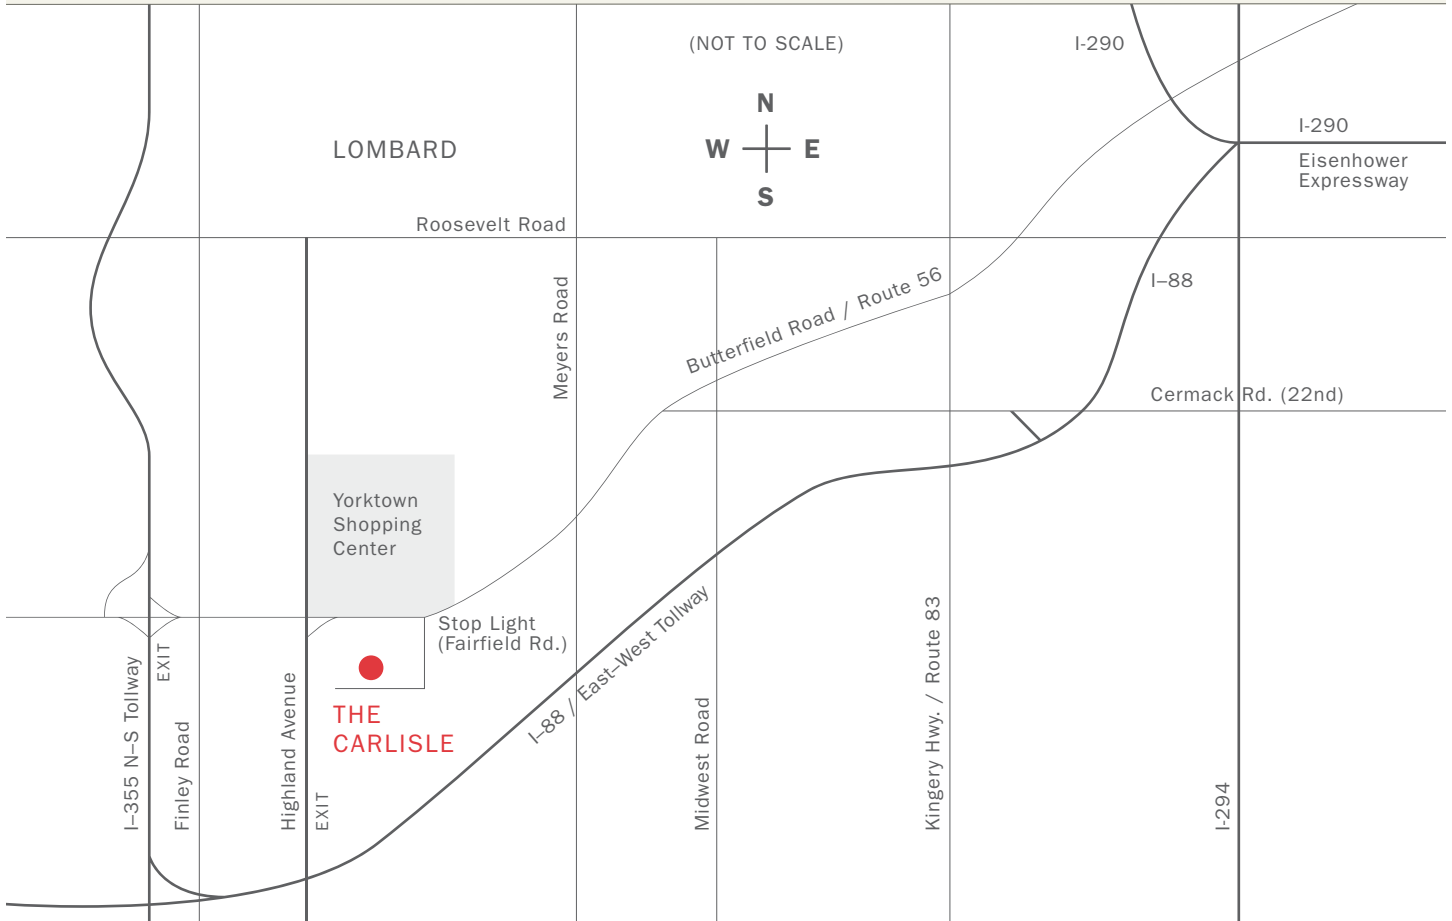 (NOT TO SCALE)
I-290
N
W
E
S
I-290
Eisenhower
Expressway
LOMBARD
Roosevelt Road
Meyers Road
Butterfield Road / Route 56
I–88
Cermack Rd. (22nd)
Yorktown
Shopping
Center
Stop Light
(Fairfield Rd.)
THE
CARLISLE
I–355 N–S Tollway
EXIT
Finley Road
Highland Avenue
EXIT
I–88 / East–West Tollway
Midwest Road
Kingery Hwy. / Route 83
I-294